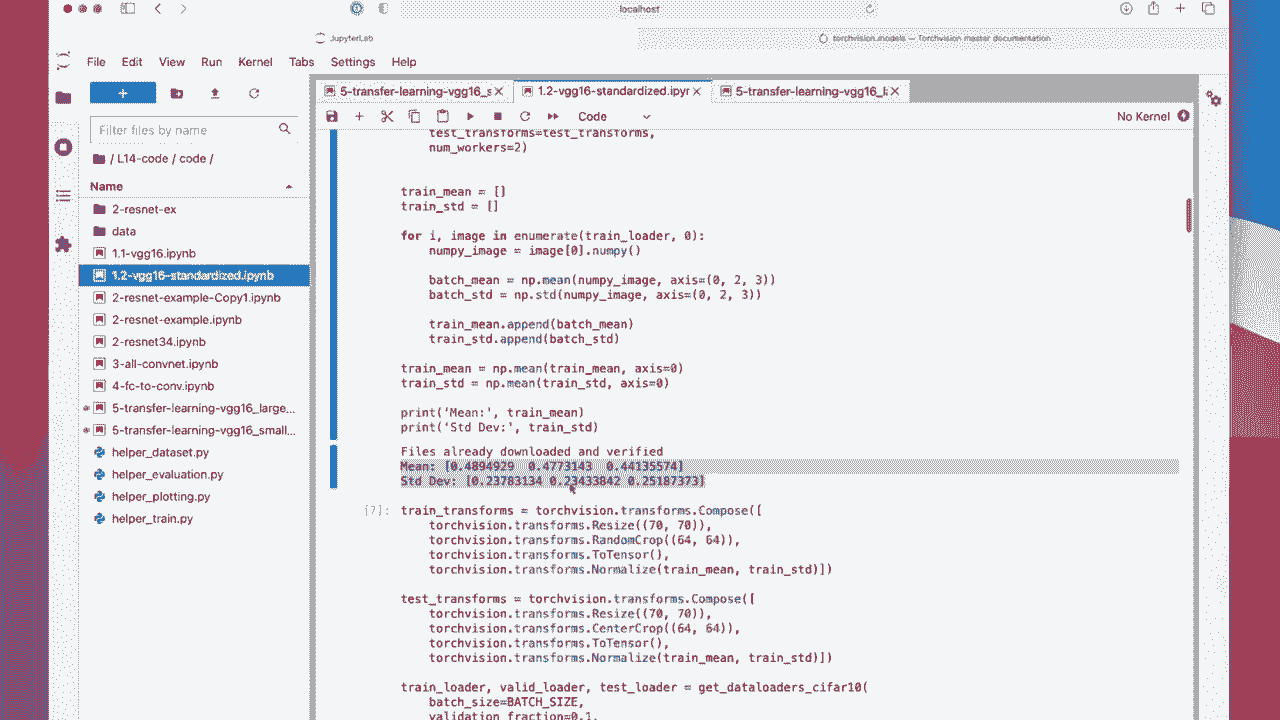 localhost
JupyterLab
torchvision.models — Torchvision master documentation
File Edit View Run Kernel Tabs Settings Help
5-transfer-learning-vgg16_s
1.2-vgg16-standardized.ipyr
5-transfer-learning-vgg16_la
Filter files by name
Code
No Kernel
/ L14-code / code /
Name
2-resnet-ex
data
1.1-vgg16.ipynb
1.2-vgg16-standardized.ipynb
2-resnet-example-Copy1.ipynb
2-resnet-example.ipynb
2-resnet34.ipynb
3-all-convnet.ipynb
4-fc-to-conv.ipynb
5-transfer-learning-vgg16_large...
5-transfer-learning-vgg16_small...
helper_dataset.py
helper_evaluation.py
helper_plotting.py
helper_train.py
test_transforms=test_transforms,
num_workers=2)
train_mean = []
train_std = []
for i, image in enumerate(train_loader, 0):
numpy_image = image[0].numpy()
batch_mean = np.mean(numpy_image, axis=(0, 2, 3))
batch_std = np.std(numpy_image, axis=(0, 2, 3))
train_mean.append(batch_mean)
train_std.append(batch_std)
train_mean = np.mean(train_mean, axis=0)
train_std = np.mean(train_std, axis=0)
print('Mean:', train_mean)
print('Std Dev:', train_std)
Files already downloaded and verified
Mean: [0.4894929 0.4773143 0.44135574]
Std Dev: [0.23783134 0.23433842 0.25187373]
[7]: train_transforms = torchvision.transforms.Compose([
torchvision.transforms.Resize((70, 70)),
torchvision.transforms.RandomCrop((64, 64)),
torchvision.transforms.ToTensor(),
torchvision.transforms.Normalize(train_mean, train_std)])
test_transforms = torchvision.transforms.Compose([
torchvision.transforms.Resize((70, 70)),
torchvision.transforms.CenterCrop((64, 64)),
torchvision.transforms.ToTensor(),
torchvision.transforms.Normalize(train_mean, train_std)])
train_loader, valid_loader, test_loader = get_dataloaders_cifar10(
batch_size=BATCH_SIZE,
validation_fraction=0.1,